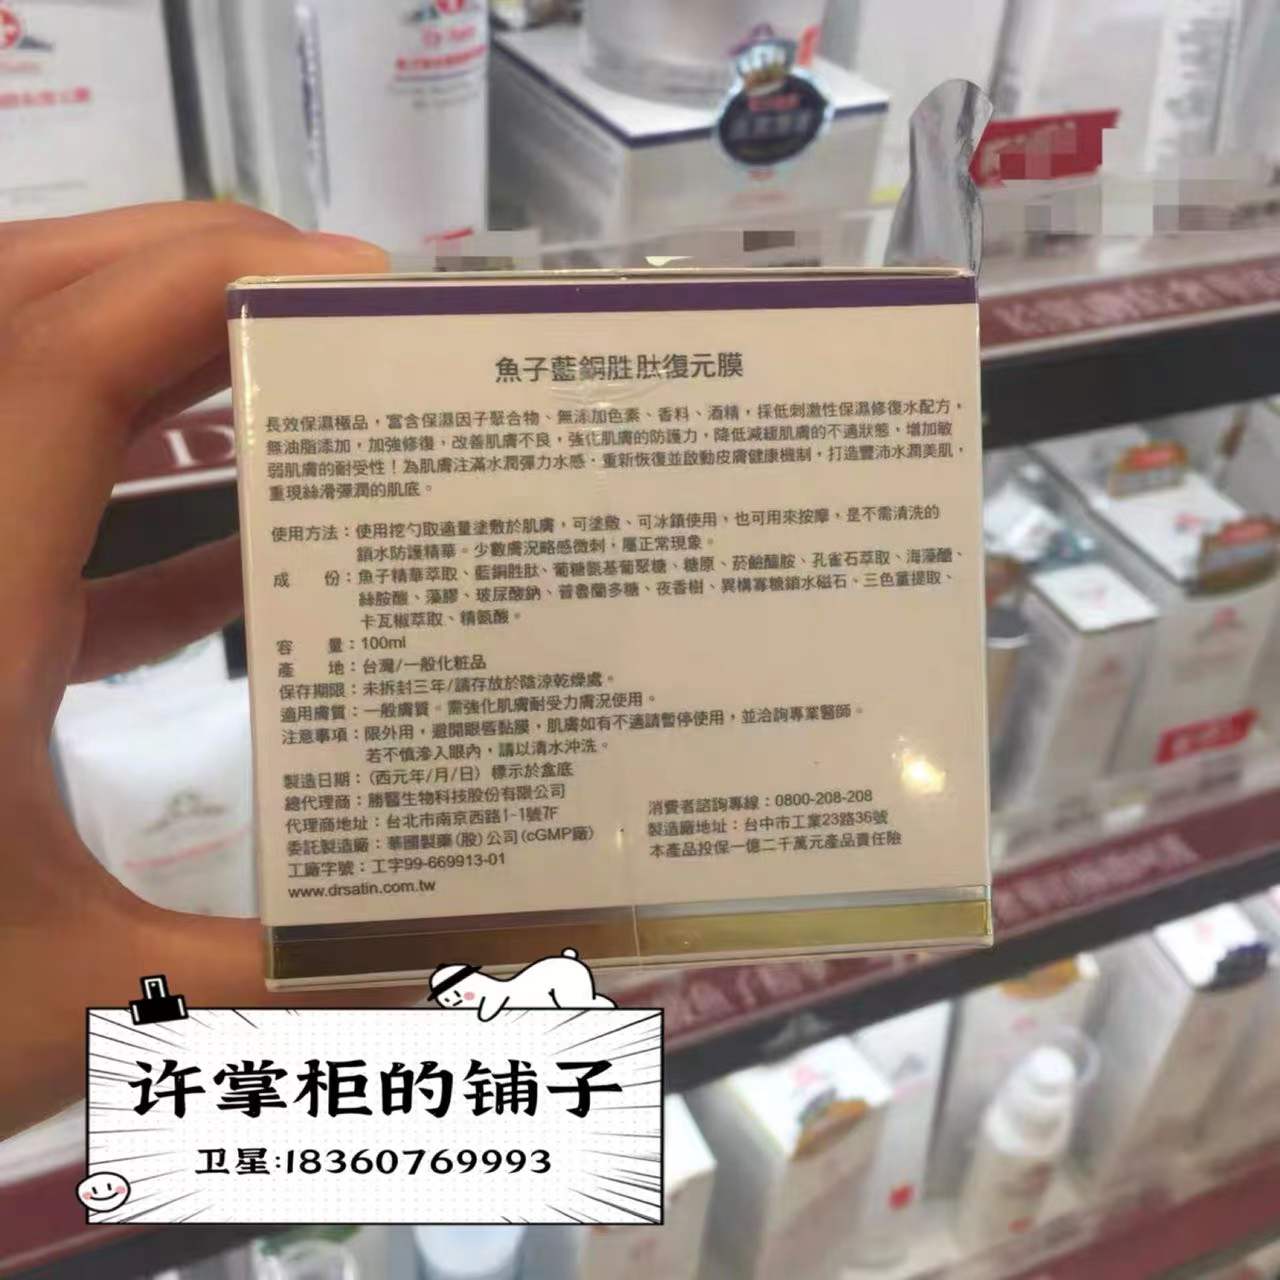 魚子藍銅胜肽復元膜
長效保濕極品，富含保濕因子聚合物、無添加色素、香料、酒精，採低刺激性保濕修復水配方，
無油脂添加，加強修復，改善肌膚不良，強化肌膚的防護力，降低減緩肌膚的不適狀態，增加敏
弱肌膚的耐受性！為肌膚注滿水潤彈力水感，重新恢復並啟動皮膚健康機制，打造豐沛水潤美肌，
重現絲滑彈潤的肌底。
使用方法：使用挖勺取適量塗敷於肌膚，可塗敷、可冰鎮使用，也可用來按摩，是不需清洗的
鎖水防護精華。少數膚況略感微刺，屬正常現象。
成 份：魚子精華萃取、藍銅胜肽、葡糖氨基葡聚糖、糖原、菸鹼醯胺、孔雀石萃取、海藻醣、
絲胺酸、藻膠、玻尿酸鈉、普魯蘭多糖、夜香樹、異構寡糖鎖水磁石、三色堇提取、
卡瓦椒萃取、精氨酸。
容 量：100ml
產 地：台灣/一般化粧品
保存期限：未拆封三年/請存放於陰涼乾燥處。
適用膚質：一般膚質。需強化肌膚耐受力膚況使用。
注意事項：限外用，避開眼唇黏膜，肌膚如有不適請暫停使用，並洽詢專業醫師。
若不慎滲入眼內，請以清水沖洗。
製造日期：(西元年/月/日) 標示於盒底
總代理商：勝醫生物科技股份有限公司
代理商地址：台北市南京西路1-1號7F
委託製造廠：華國製藥(股)公司(cGMP廠)
工廠字號：工字99-669913-01
www.drsatin.com.tw
消費者諮詢專線：0800-208-208
製造廠地址：台中市工業23路36號
本產品投保一億二千萬元產品責任險
许掌柜的铺子
卫星:18360769993